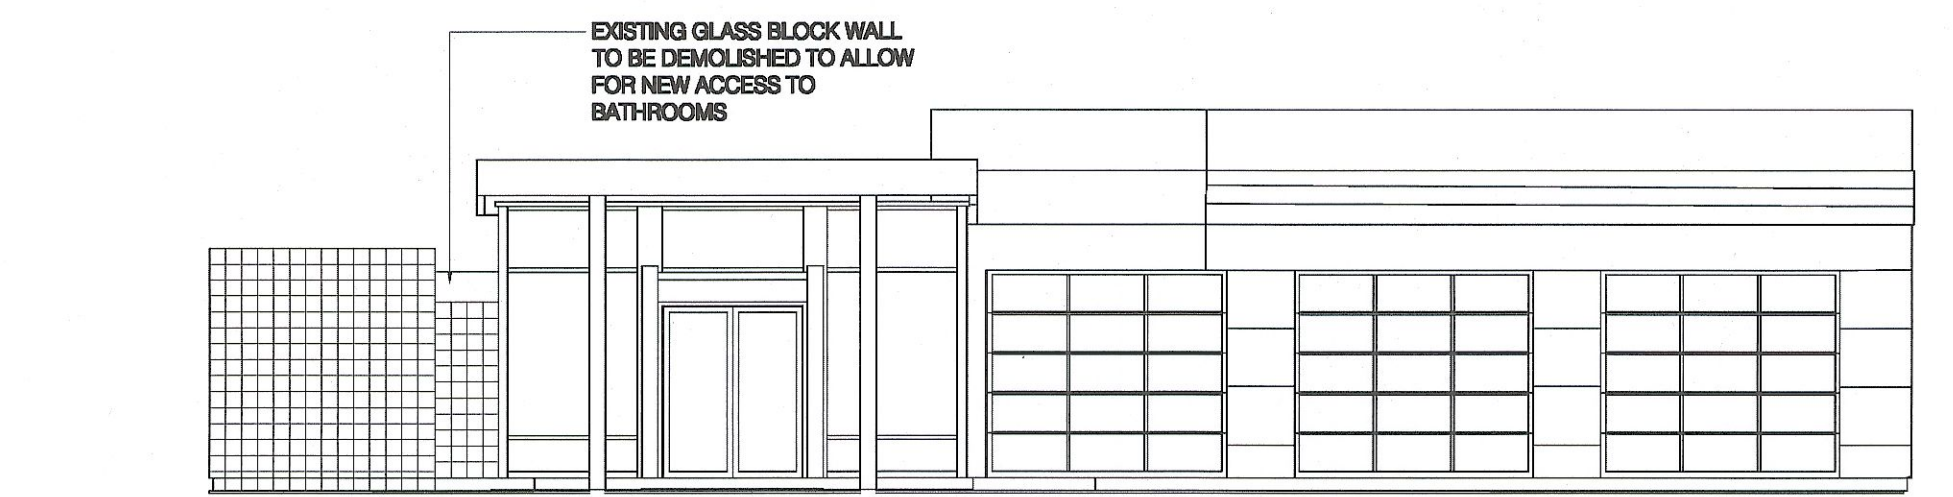 EXISTING GLASS BLOCK WALL
TO BE DEMOLISHED TO ALLOW
FOR NEW ACCESS TO
BATHROOMS